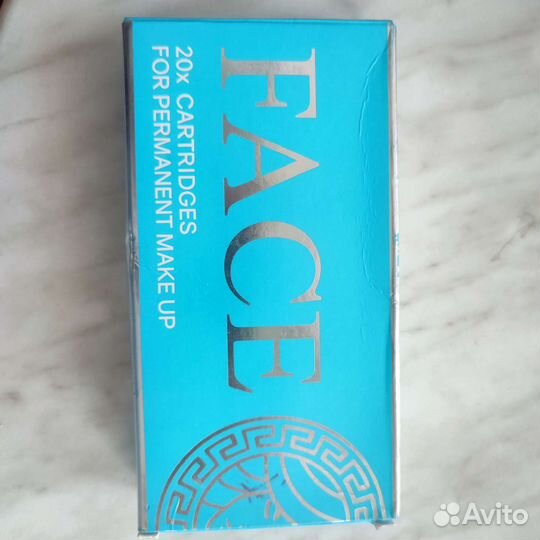 FACE
20x CARTRIDGES
FOR PERMANENT MAKE UP
Avito